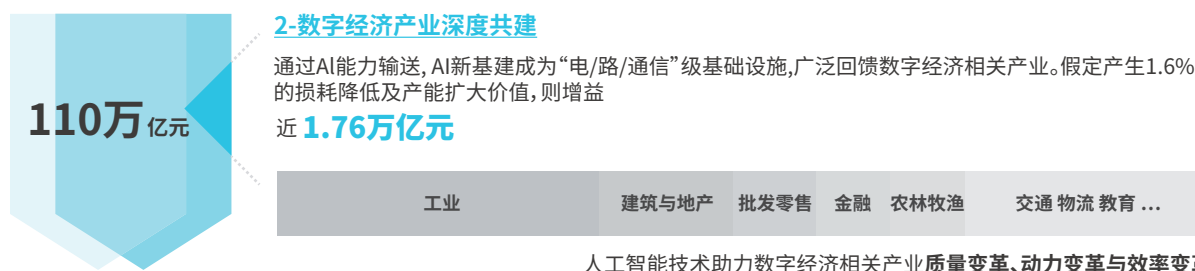 2-数字经济产业深度共建
通过AI能力输送, AI新基建成为“电/路/通信”级基础设施,广泛回馈数字经济相关产业。假定产生1.6%
的损耗降低及产能扩大价值，则增益
110万亿元
近 1.76万亿元
工业 建筑与地产 批发零售 金融 农林牧渔 交通 物流 教育 …
人工智能技术助力数字经济相关产业质量变革、动力变革与效率变